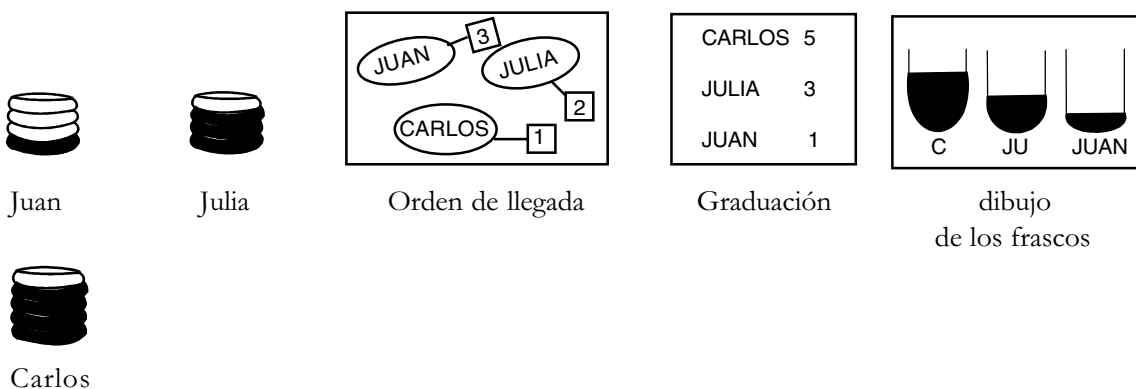 JUAN 3
JULIA
2
CARLOS 1
CARLOS 5
JULIA 3
JUAN 1
C JU JUAN
Juan Julia Orden de llegada Graduación dibujo
de los frascos
Carlos